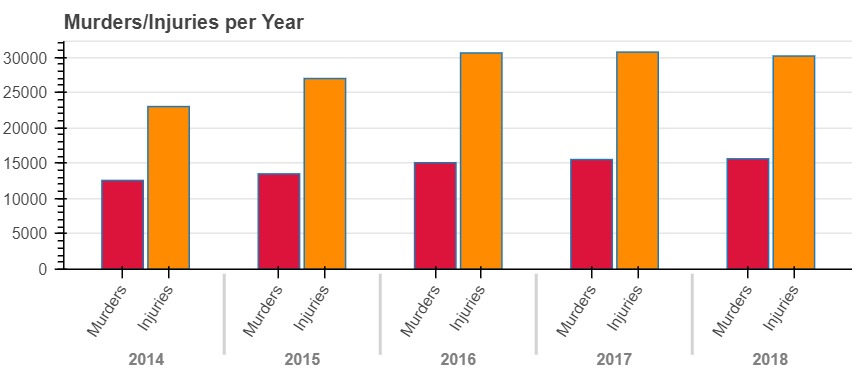 Murders/Injuries per Year
30000
25000
20000
15000
10000
5000
0
Murders Injuries Murders Injuries Murders Injuries Murders Injuries Murders Injuries
2014 2015 2016 2017 2018